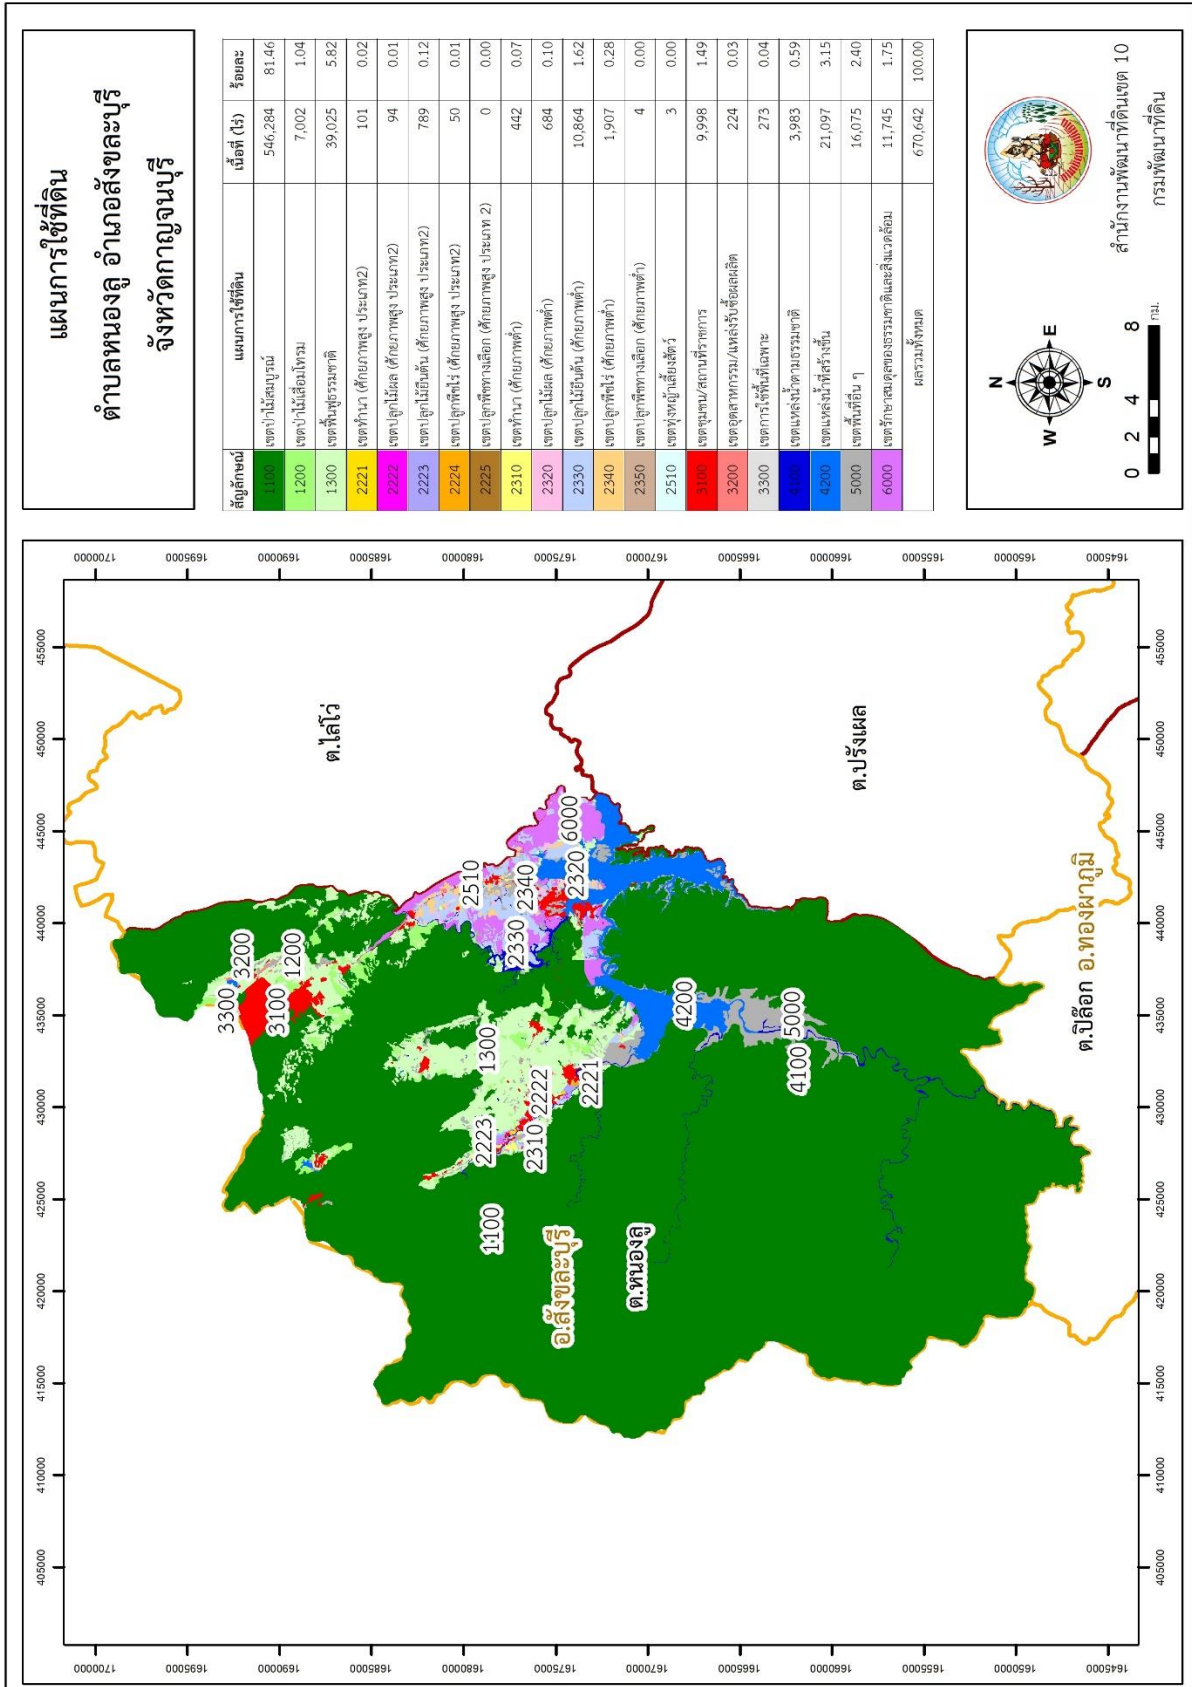 แผนการใช้ที่ดิน
ตำบลหนองลู อำเภอสังขละบุรี
จังหวัดกาญจนบุรี
สัญลักษณ์ แผนการใช้ที่ดิน เนื้อที่ (ไร่) ร้อยละ
1100 เขตป่าไม้สมบูรณ์ 546,284 81.46
1200 เขตป่าไม้เสื่อมโทรม 7,002 1.04
1300 เขตฟื้นฟูธรรมชาติ 39,025 5.82
2221 เขตทำนา (ศักยภาพสูง ประเภท2) 101 0.02
2222 เขตปลูกไม้ผล (ศักยภาพสูง ประเภท2) 94 0.01
2223 เขตปลูกไม้ยืนต้น (ศักยภาพสูง ประเภท2) 789 0.12
2224 เขตปลูกพืชไร่ (ศักยภาพสูง ประเภท2) 50 0.01
2225 เขตปลูกพืชทางเลือก (ศักยภาพสูง ประเภท 2) 0 0.00
2310 เขตทำนา (ศักยภาพต่ำ) 442 0.07
2320 เขตปลูกไม้ผล (ศักยภาพต่ำ) 684 0.10
2330 เขตปลูกไม้ยืนต้น (ศักยภาพต่ำ) 10,864 1.62
2340 เขตปลูกพืชไร่ (ศักยภาพต่ำ) 1,907 0.28
2350 เขตปลูกพืชทางเลือก (ศักยภาพต่ำ) 4 0.00
2510 เขตทุ่งหญ้าเลี้ยงสัตว์ 3 0.00
3100 เขตชุมชน/สถานที่ราชการ 9,998 1.49
3200 เขตอุตสาหกรรม/แหล่งรับซื้อผลผลิต 224 0.03
3300 เขตการใช้พื้นที่เฉพาะ 273 0.04
4100 เขตแหล่งน้ำตามธรรมชาติ 3,983 0.59
4200 เขตแหล่งน้ำที่สร้างขึ้น 21,097 3.15
5000 เขตพื้นที่อื่น ๆ 16,075 2.40
6000 เขตรักษาสมดุลของธรรมชาติและสิ่งแวดล้อม 11,745 1.75
ผลรวมทั้งหมด 670,642 100.00
N
W E
S
0 2 4 8
กม.
สำนักงานพัฒนาที่ดินเขต 10
กรมพัฒนาที่ดิน
405000 410000 415000 420000 425000 430000 435000 440000 445000 450000 455000
1700000 1700000
1695000 1695000
1690000 1690000
1685000 1685000
1680000 1680000
1675000 1675000
1670000 1670000
1665000 1665000
1660000 1660000
1655000 1655000
1650000 1650000
1645000 1645000
405000 410000 415000 420000 425000 430000 435000 440000 445000 450000 455000
3300 3200
3100 1200
ต.ไล่โว่
1100 2223 1300 2510
2310 2222 2330 2340
อ.สังขละบุรี 2221 2320 6000
ต.หนองลู 4200
4100 5000
ต.ปรังเผล
ต.ปิล๊อก อ.ทองผาภูมิ